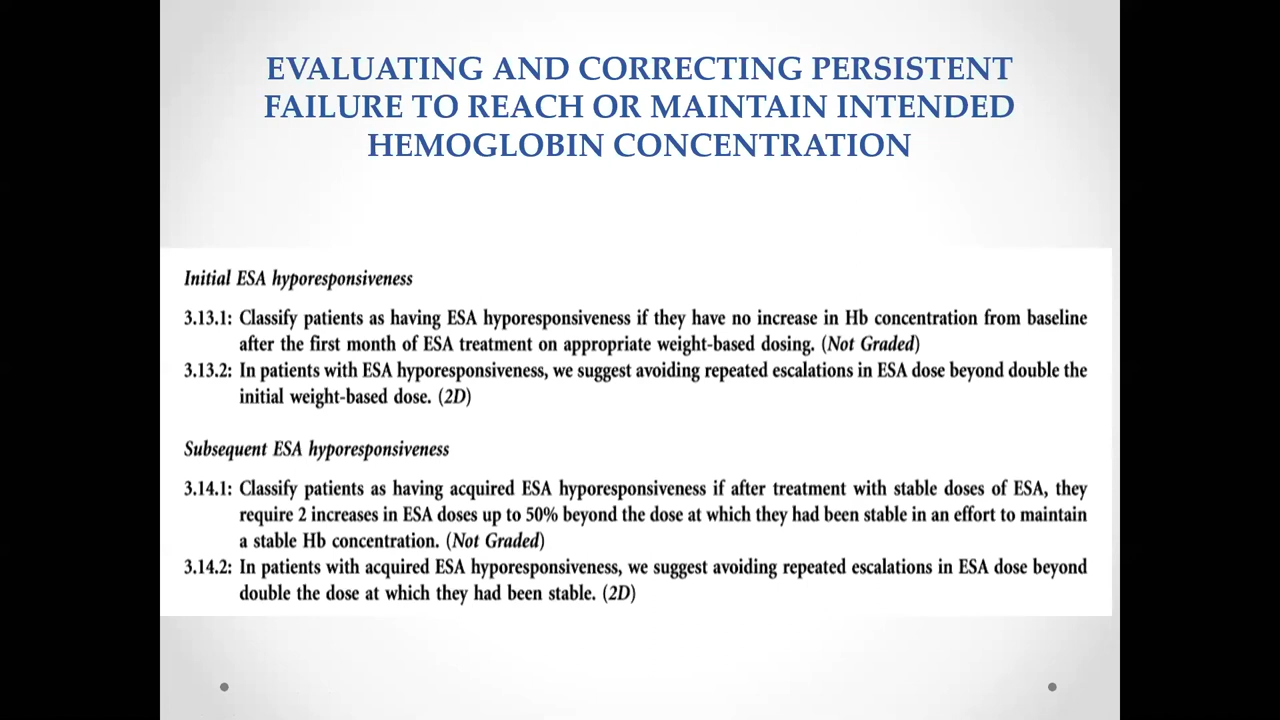 EVALUATING AND CORRECTING PERSISTENT
FAILURE TO REACH OR MAINTAIN INTENDED
HEMOGLOBIN CONCENTRATION
Initial ESA hyporesponsiveness
3.13.1: Classify patients as having ESA hyporesponsiveness if they have no increase in Hb concentration from baseline
after the first month of ESA treatment on appropriate weight-based dosing. (Not Graded)
3.13.2: In patients with ESA hyporesponsiveness, we suggest avoiding repeated escalations in ESA dose beyond double the
initial weight-based dose. (2D)
Subsequent ESA hyporesponsiveness
3.14.1: Classify patients as having acquired ESA hyporesponsiveness if after treatment with stable doses of ESA, they
require 2 increases in ESA doses up to 50% beyond the dose at which they had been stable in an effort to maintain
a stable Hb concentration. (Not Graded)
3.14.2: In patients with acquired ESA hyporesponsiveness, we suggest avoiding repeated escalations in ESA dose beyond
double the dose at which they had been stable. (2D)